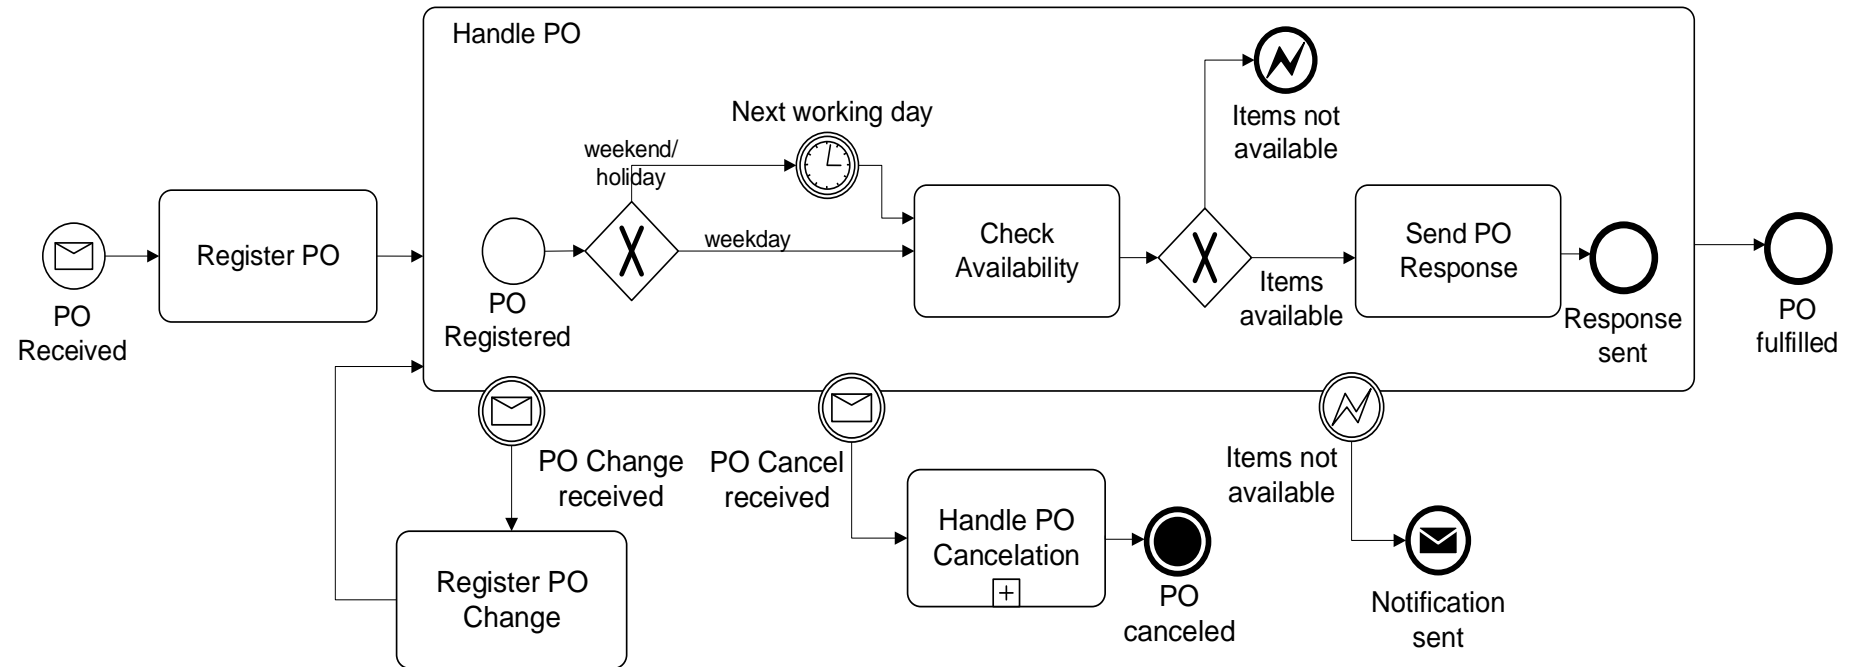 Handle PO
Next working day
Items not
available
weekend/
holiday
weekday
Register PO
PO
Received
PO
Registered
Check
Availability
Items
available
Send PO
Response
Response
sent
PO
fulfilled
PO Change
received
PO Cancel
received
Items not
available
Register PO
Change
Handle PO
Cancelation
PO
canceled
Notification
sent